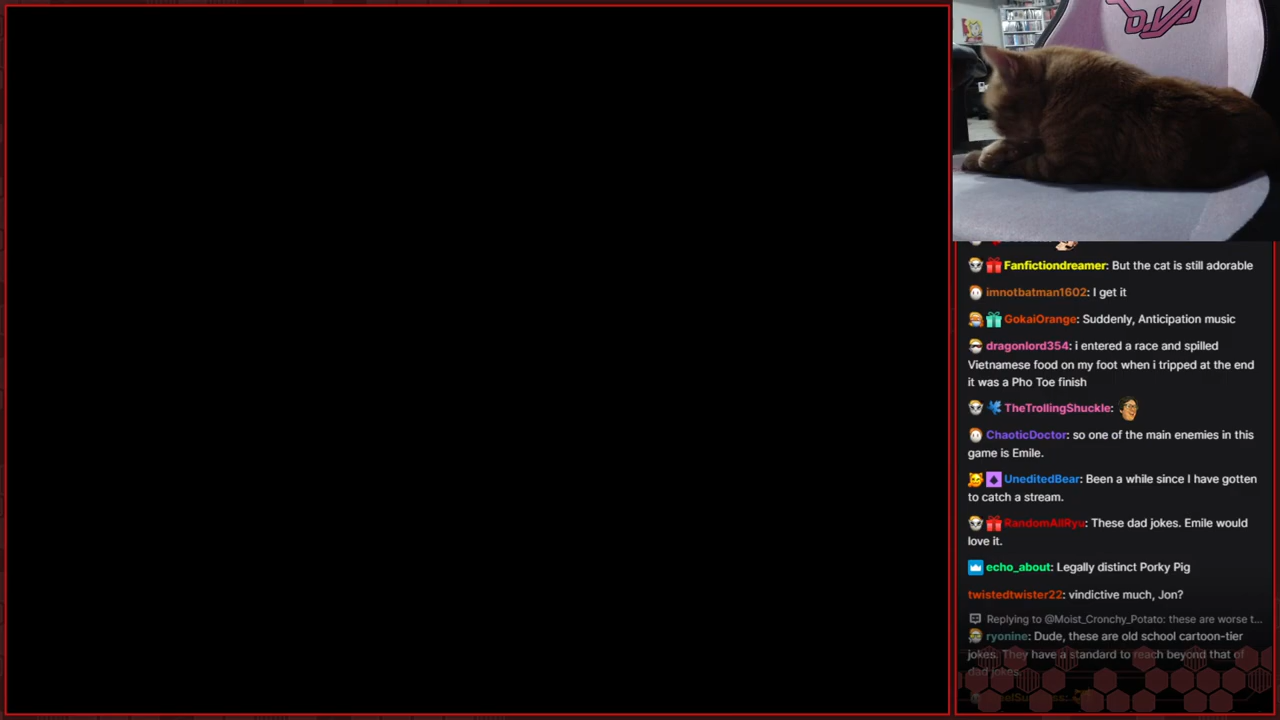 D.VA
Fanfictiondreamer: But the cat is still adorable
imnotbatman1602: I get it
GokaiOrange: Suddenly, Anticipation music
dragonlord354: i entered a race and spilled
Vietnamese food on my foot when i tripped at the end
it was a Pho Toe finish
TheTrollingShuckle:
ChaoticDoctor: so one of the main enemies in this
game is Emile.
UneditedBear: Been a while since I have gotten
to catch a stream.
RandomAllRyu: These dad jokes. Emile would
love it.
echo_about: Legally distinct Porky Pig
twistedtwister22: vindictive much, Jon?
Replying to @Moist_Cronchy_Potato: these are worse t...
ryonine: Dude, these are old school cartoon-tier
jokes. They have a standard to reach beyond that of
dad jokes.